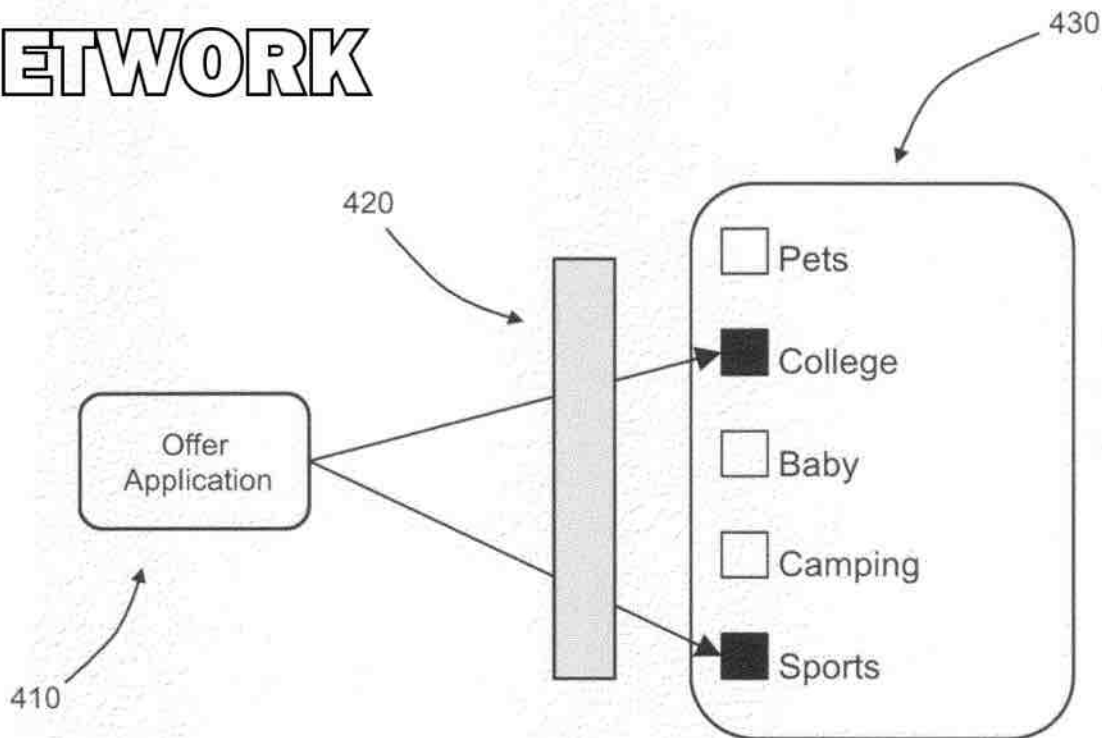 ETWORK
430
420
Pets
College
Offer
Application
Baby
Camping
Sports
410